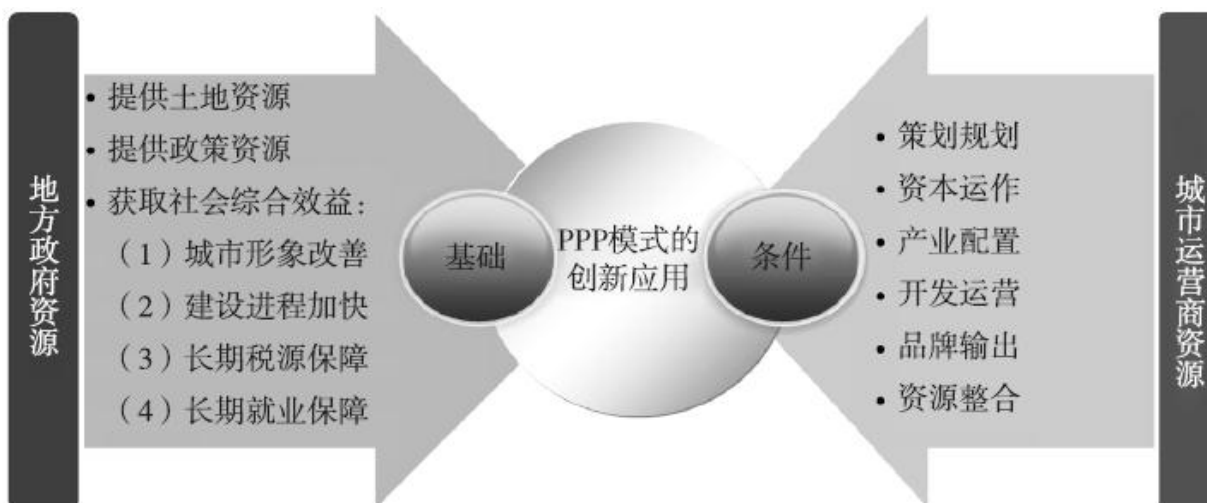 地方政府资源
• 提供土地资源
• 提供政策资源
• 获取社会综合效益：
（1）城市形象改善
（2）建设进程加快
（3）长期税源保障
（4）长期就业保障
基础
PPP模式的
创新应用
条件
• 策划规划
• 资本运作
• 产业配置
• 开发运营
• 品牌输出
• 资源整合
城市运营商资源